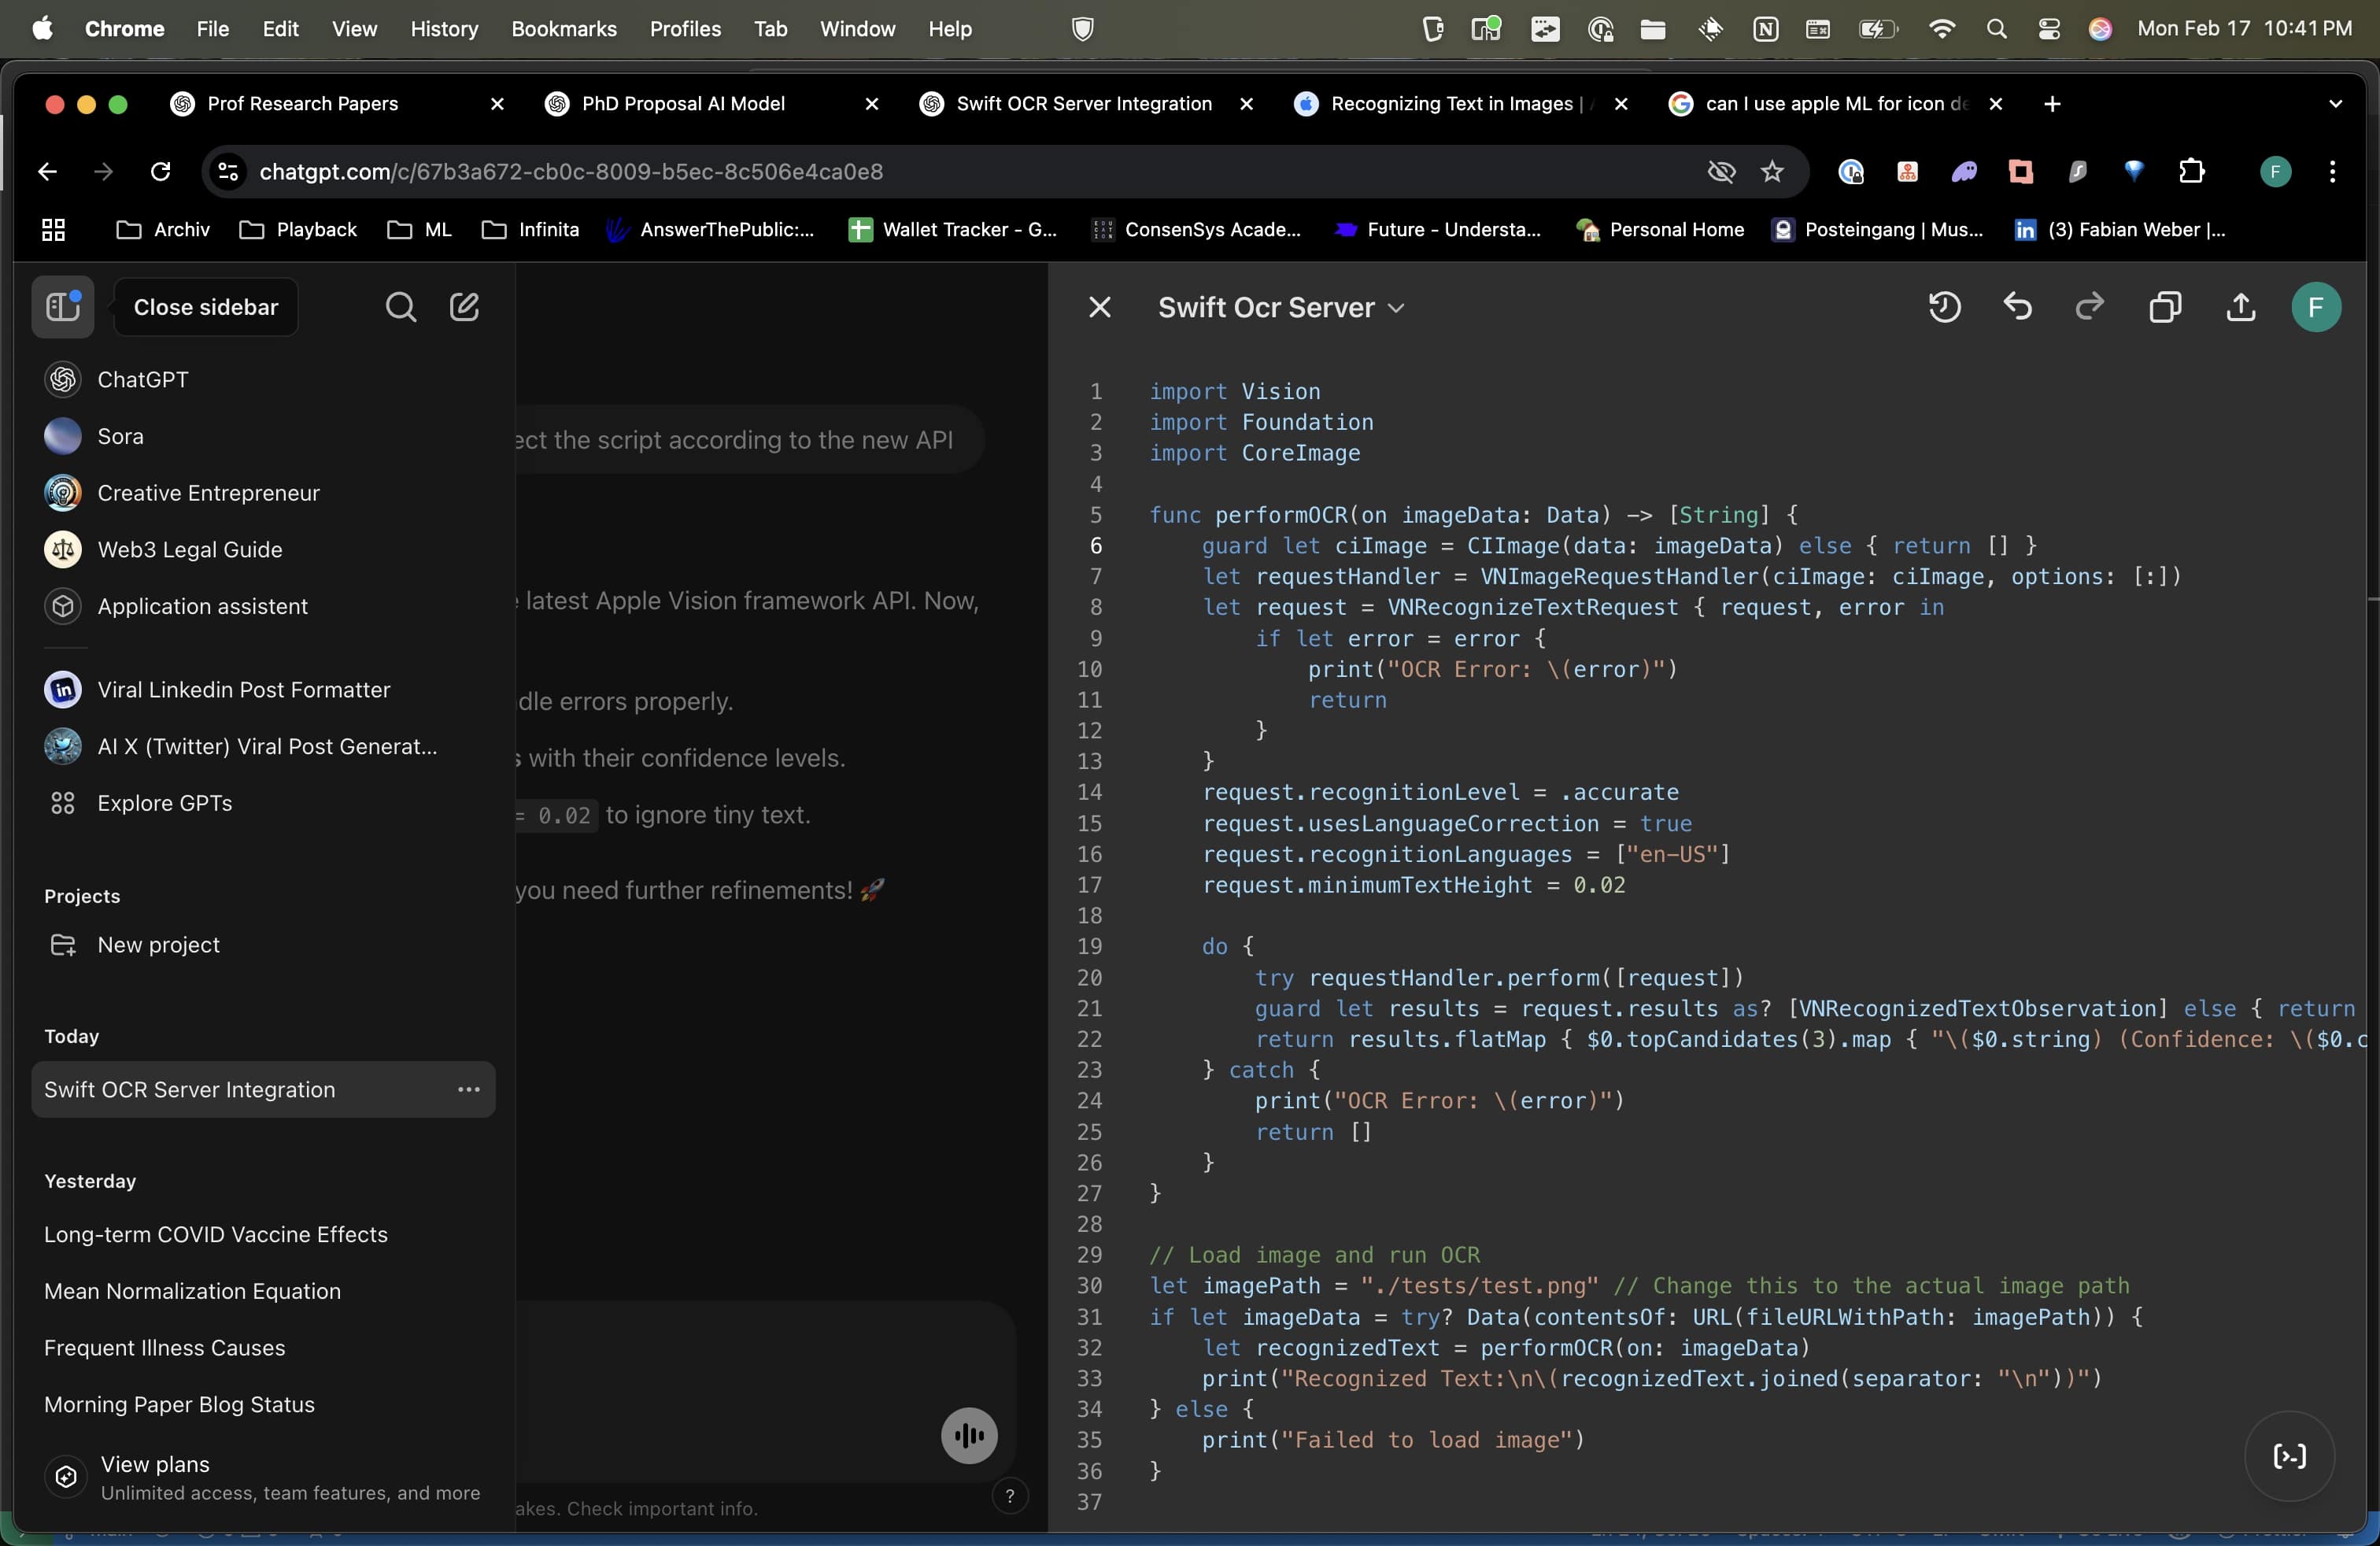 Chrome File Edit View History Bookmarks Profiles Tab Window Help Mon Feb 17 10:41 PM
Prof Research Papers PhD Proposal AI Model Swift OCR Server Integration Recognizing Text in Images | can I use apple ML for icon de
chatgpt.com/c/67b3a672-cb0c-8009-b5ec-8c506e4ca0e8 F
Archiv Playback ML Infinita AnswerThePublic:... Wallet Tracker - G... ConsenSys Acade... Future - Understa... Personal Home Posteingang | Mus... (3) Fabian Weber |...
Close sidebar
ChatGPT
Sora
Creative Entrepreneur
Web3 Legal Guide
Application assistent
Viral Linkedin Post Formatter
AI X (Twitter) Viral Post Generat...
Explore GPTs
Projects
New project
Today
Swift OCR Server Integration
Yesterday
Long-term COVID Vaccine Effects
Mean Normalization Equation
Frequent Illness Causes
Morning Paper Blog Status
View plans
Unlimited access, team features, and more
ect the script according to the new API
latest Apple Vision framework API. Now,
dle errors properly.
s with their confidence levels.
= 0.02 to ignore tiny text.
you need further refinements! 🚀
akes. Check important info.
?
Swift Ocr Server F
1 import Vision
2 import Foundation
3 import CoreImage
4
5 func performOCR(on imageData: Data) -> [String] {
6 guard let ciImage = CIImage(data: imageData) else { return [] }
7 let requestHandler = VNImageRequestHandler(ciImage: ciImage, options: [:])
8 let request = VNRecognizeTextRequest { request, error in
9 if let error = error {
10 print("OCR Error: \(error)")
11 return
12 }
13 }
14 request.recognitionLevel = .accurate
15 request.usesLanguageCorrection = true
16 request.recognitionLanguages = ["en-US"]
17 request.minimumTextHeight = 0.02
18
19 do {
20 try requestHandler.perform([request])
21 guard let results = request.results as? [VNRecognizedTextObservation] else { return
22 return results.flatMap { $0.topCandidates(3).map { "\($0.string) (Confidence: \($0.c
23 } catch {
24 print("OCR Error: \(error)")
25 return []
26 }
27 }
28
29 // Load image and run OCR
30 let imagePath = "./tests/test.png" // Change this to the actual image path
31 if let imageData = try? Data(contentsOf: URL(fileURLWithPath: imagePath)) {
32 let recognizedText = performOCR(on: imageData)
33 print("Recognized Text:\n\(recognizedText.joined(separator: "\n"))")
34 } else {
35 print("Failed to load image")
36 }
37